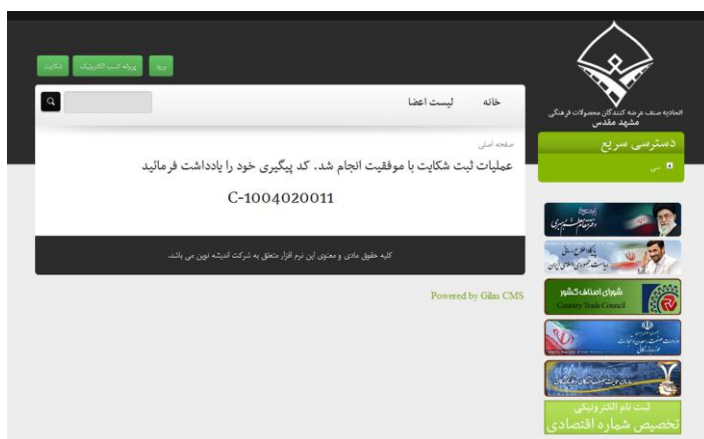 ورود
پروانه کسب الکترونیک
شکایت
اتحادیه صنف عرضه کنندگان محصولات فرهنگی
مشهد مقدس
خانه
لیست اعضا
دسترسی سریع
صفحه اصلی
عملیات ثبت شکایت با موفقیت انجام شد. کد پیگیری خود را یادداشت فرمائید
C-1004020011
کلیه حقوق مادی و معنوی این نرم افزار متعلق به شرکت اندیشه نوین می باشد.
Powered by Gilas CMS
شورای اصناف کشور
Country Trade Council
ثبت نام الکترونیکی
تخصیص شماره اقتصادی